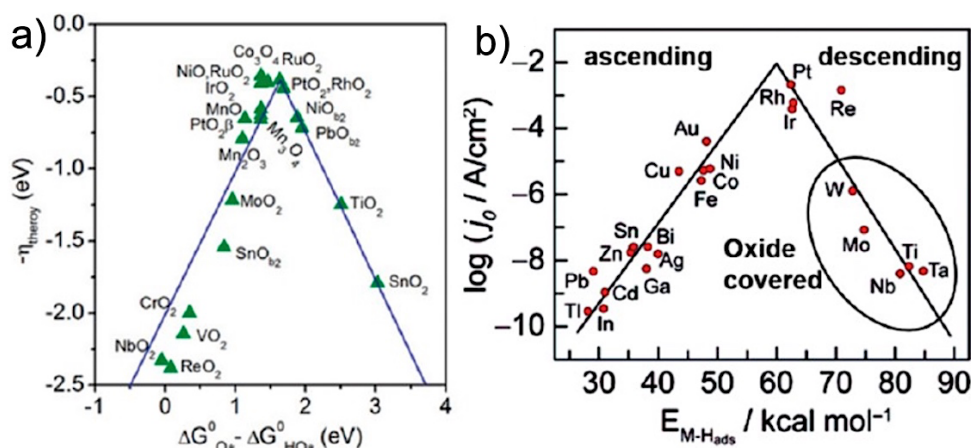 a)
0.0
-0.5
-1.0
-1.5
-2.0
-2.5
-ηtheroy (eV)
Co3O4
RuO2
NiO,RuO2
IrO2
PtO2,RhO2
MnO
PtO2β
NiOb2
PbOb2
Mn3O4
Mn2O3
MoO2
TiO2
SnOb2
SnO2
CrO2
VO2
NbO2
ReO2
-1 0 1 2 3 4
ΔG0Oa- ΔG0HOa (eV)
b)
ascending
descending
-2
−4
−6
−8
−10
log (j0 / A/cm2)
Pt
Rh
Re
Ir
Au
Cu
Ni
Co
Fe
W
Mo
Sn
Bi
Zn
Ag
Oxide
covered
Ti
Ta
Pb
Ga
Nb
Cd
Tl
In
30 40 50 60 70 80 90
EM-Hads / kcal mol−1